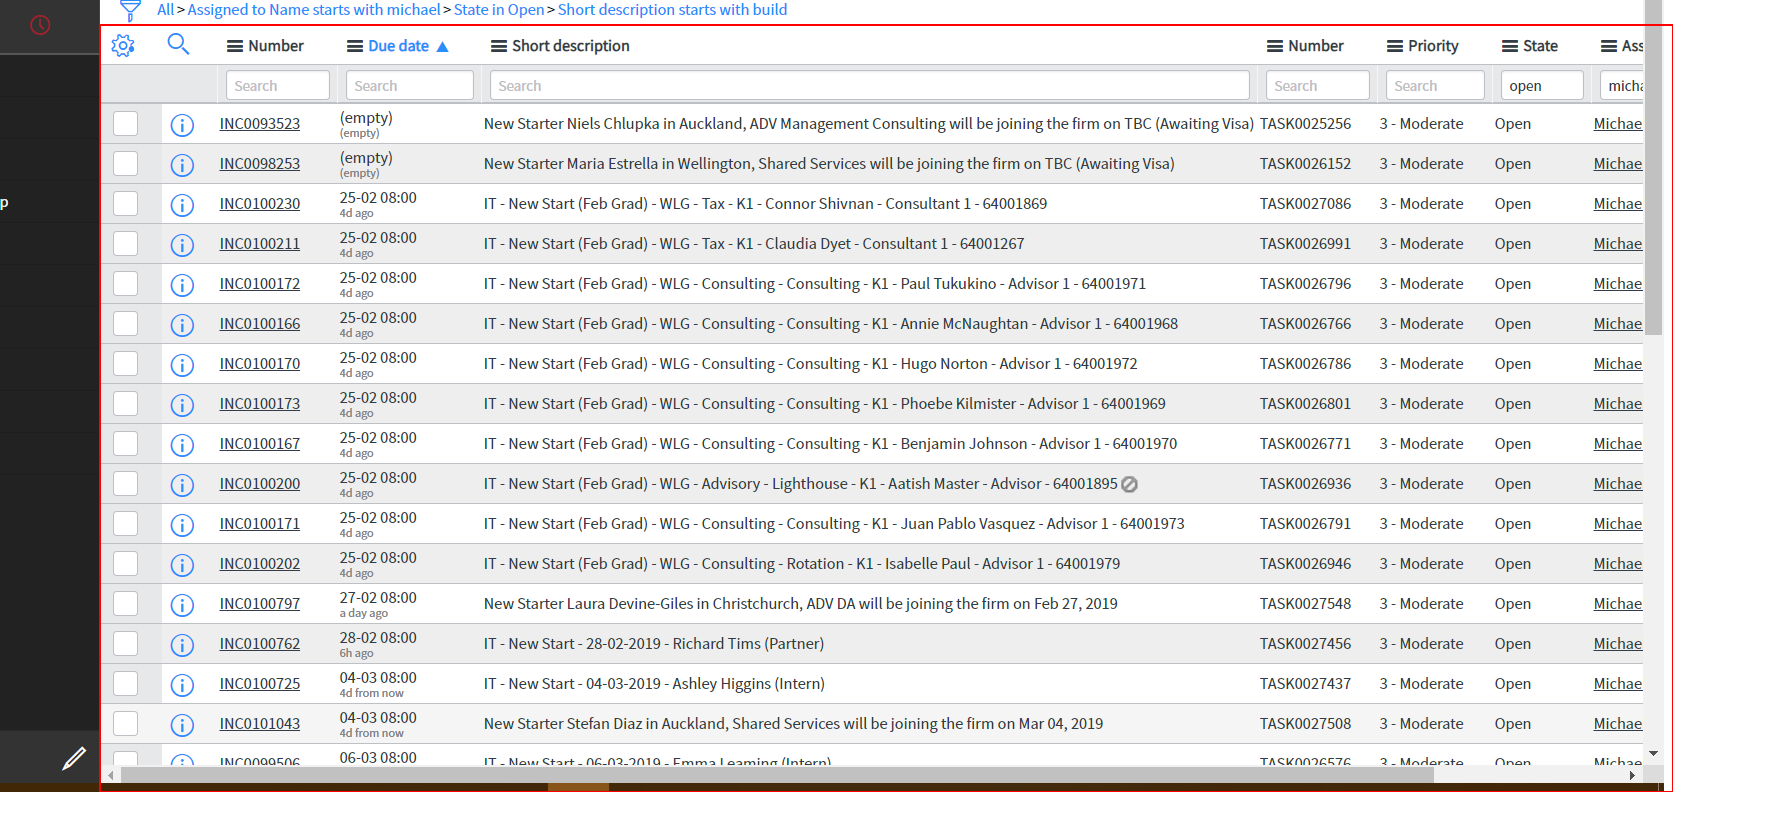 All > Assigned to Name starts with michael > State in Open > Short description starts with build
Number Due date ▲ Short description Number Priority State Ass
Search Search Search Search Search open micha
INC0093523 (empty) (empty) New Starter Niels Chlupka in Auckland, ADV Management Consulting will be joining the firm on TBC (Awaiting Visa) TASK0025256 3 - Moderate Open Michae
INC0098253 (empty) (empty) New Starter Maria Estrella in Wellington, Shared Services will be joining the firm on TBC (Awaiting Visa) TASK0026152 3 - Moderate Open Michae
p
INC0100230 25-02 08:00 4d ago IT - New Start (Feb Grad) - WLG - Tax - K1 - Connor Shivnan - Consultant 1 - 64001869 TASK0027086 3 - Moderate Open Michae
INC0100211 25-02 08:00 4d ago IT - New Start (Feb Grad) - WLG - Tax - K1 - Claudia Dyet - Consultant 1 - 64001267 TASK0026991 3 - Moderate Open Michae
INC0100172 25-02 08:00 4d ago IT - New Start (Feb Grad) - WLG - Consulting - Consulting - K1 - Paul Tukukino - Advisor 1 - 64001971 TASK0026796 3 - Moderate Open Michae
INC0100166 25-02 08:00 4d ago IT - New Start (Feb Grad) - WLG - Consulting - Consulting - K1 - Annie McNaughtan - Advisor 1 - 64001968 TASK0026766 3 - Moderate Open Michae
INC0100170 25-02 08:00 4d ago IT - New Start (Feb Grad) - WLG - Consulting - Consulting - K1 - Hugo Norton - Advisor 1 - 64001972 TASK0026786 3 - Moderate Open Michae
INC0100173 25-02 08:00 4d ago IT - New Start (Feb Grad) - WLG - Consulting - Consulting - K1 - Phoebe Kilmister - Advisor 1 - 64001969 TASK0026801 3 - Moderate Open Michae
INC0100167 25-02 08:00 4d ago IT - New Start (Feb Grad) - WLG - Consulting - Consulting - K1 - Benjamin Johnson - Advisor 1 - 64001970 TASK0026771 3 - Moderate Open Michae
INC0100200 25-02 08:00 4d ago IT - New Start (Feb Grad) - WLG - Advisory - Lighthouse - K1 - Aatish Master - Advisor - 64001895 TASK0026936 3 - Moderate Open Michae
INC0100171 25-02 08:00 4d ago IT - New Start (Feb Grad) - WLG - Consulting - Consulting - K1 - Juan Pablo Vasquez - Advisor 1 - 64001973 TASK0026791 3 - Moderate Open Michae
INC0100202 25-02 08:00 4d ago IT - New Start (Feb Grad) - WLG - Consulting - Rotation - K1 - Isabelle Paul - Advisor 1 - 64001979 TASK0026946 3 - Moderate Open Michae
INC0100797 27-02 08:00 a day ago New Starter Laura Devine-Giles in Christchurch, ADV DA will be joining the firm on Feb 27, 2019 TASK0027548 3 - Moderate Open Michae
INC0100762 28-02 08:00 6h ago IT - New Start - 28-02-2019 - Richard Tims (Partner) TASK0027456 3 - Moderate Open Michae
INC0100725 04-03 08:00 4d from now IT - New Start - 04-03-2019 - Ashley Higgins (Intern) TASK0027437 3 - Moderate Open Michae
INC0101043 04-03 08:00 4d from now New Starter Stefan Diaz in Auckland, Shared Services will be joining the firm on Mar 04, 2019 TASK0027508 3 - Moderate Open Michae
INC0099506 06-03 08:00 IT - New Start - 06-03-2019 - Emma Leaming (Intern) TASK0026576 3 - Moderate Open Michae